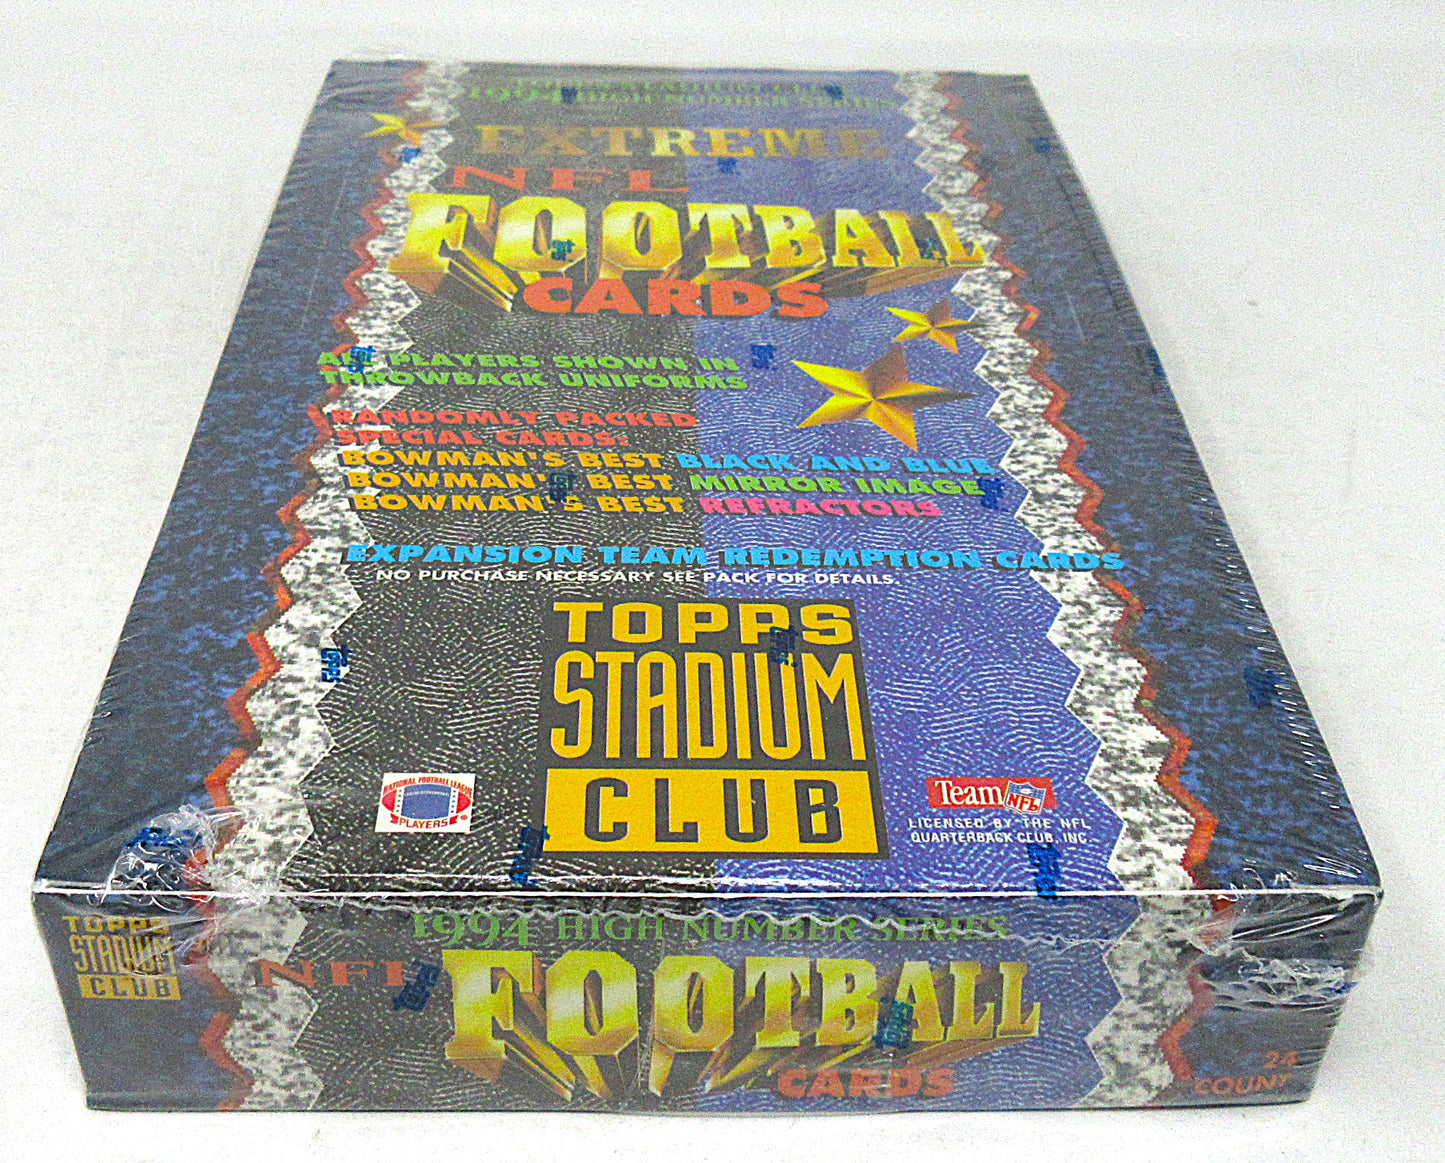 1994 HIGH NUMBER SERIES
EXTREME
NFL
FOOTBALL
CARDS
ALL PLAYERS SHOWN IN
THROWBACK UNIFORMS
RANDOMLY PACKED
SPECIAL CARDS:
BOWMAN'S BEST BLACK AND BLUE
BOWMAN'S BEST MIRROR IMAGE
BOWMAN'S BEST REFRACTORS
EXPANSION TEAM REDEMPTION CARDS
NO PURCHASE NECESSARY SEE PACK FOR DETAILS.
TOPPS
STADIUM
CLUB
NATIONAL FOOTBALL LEAGUE
PLAYERS
Team NFL
LICENSED BY THE NFL
QUARTERBACK CLUB, INC.
TOPPS
STADIUM
CLUB
1994 HIGH NUMBER SERIES
NFL
FOOTBALL
CARDS
24
COUNT